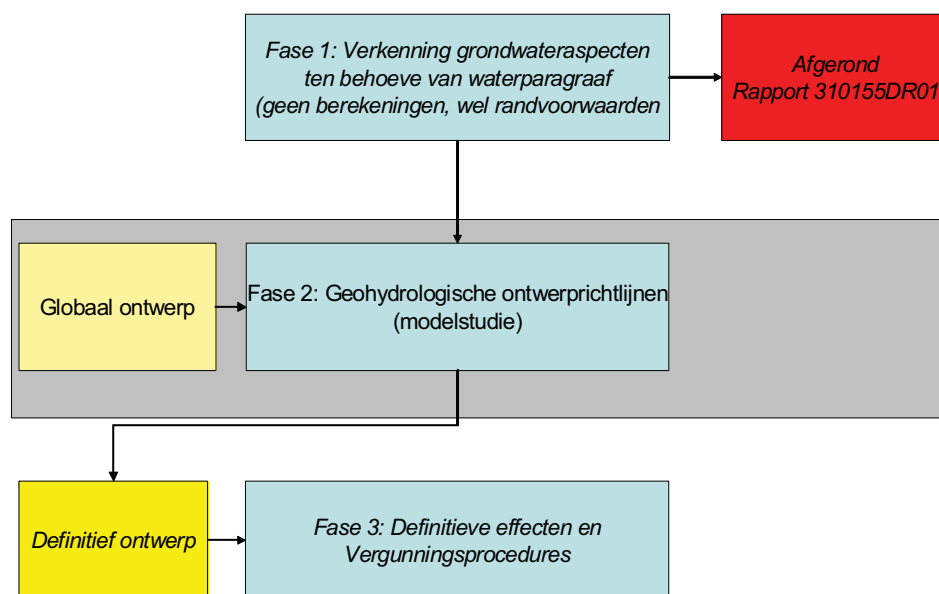 Fase 1: Verkenning grondwateraspecten
ten behoeve van waterparagraaf
(geen berekeningen, wel randvoorwaarden
Afgerond
Rapport 310155DR01
Globaal ontwerp
Fase 2: Geohydrologische ontwerprichtlijnen
(modelstudie)
Definitief ontwerp
Fase 3: Definitieve effecten en
Vergunningsprocedures